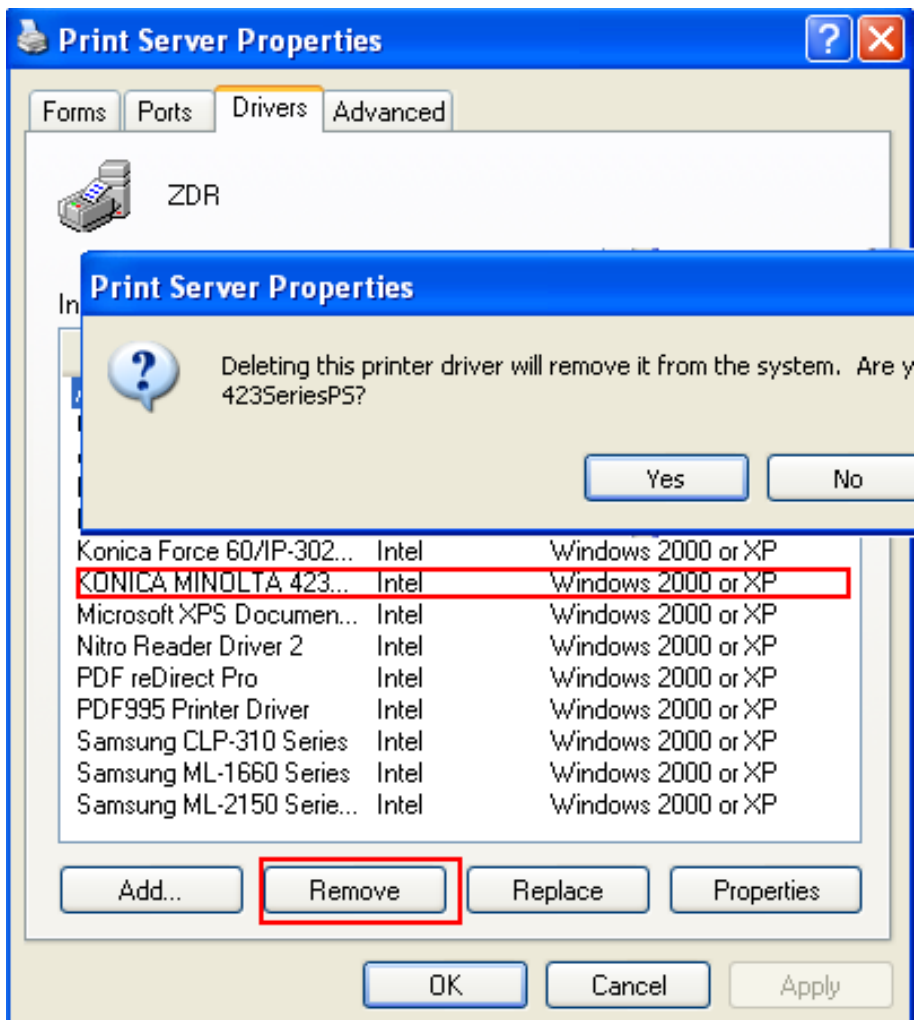 Print Server Properties
Forms Ports Drivers Advanced
ZDR
In
Print Server Properties
Deleting this printer driver will remove it from the system. Are y
423SeriesPS?
Yes No
Konica Force 60/IP-302... Intel Windows 2000 or XP
KONICA MINOLTA 423... Intel Windows 2000 or XP
Microsoft XPS Documen... Intel Windows 2000 or XP
Nitro Reader Driver 2 Intel Windows 2000 or XP
PDF reDirect Pro Intel Windows 2000 or XP
PDF995 Printer Driver Intel Windows 2000 or XP
Samsung CLP-310 Series Intel Windows 2000 or XP
Samsung ML-1660 Series Intel Windows 2000 or XP
Samsung ML-2150 Serie... Intel Windows 2000 or XP
Add... Remove Replace Properties
OK Cancel Apply